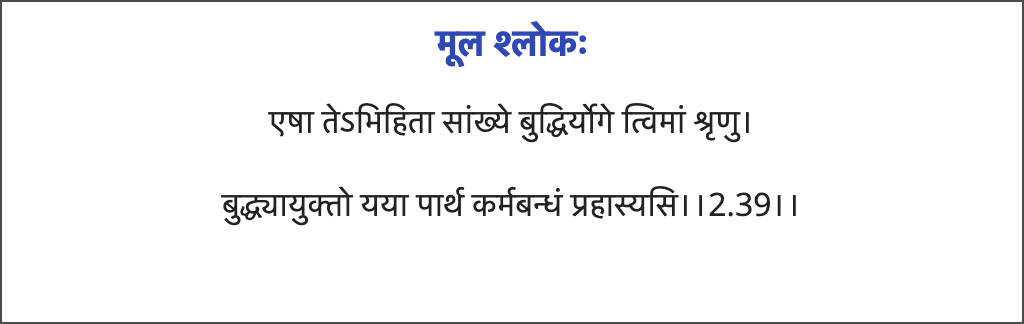 मूल श्लोकः
एषा तेऽभिहिता सांख्ये बुद्धिर्योगे त्विमां श्रृणु।
बुद्ध्यायुक्तो यया पार्थ कर्मबन्धं प्रहास्यसि।।2.39।।